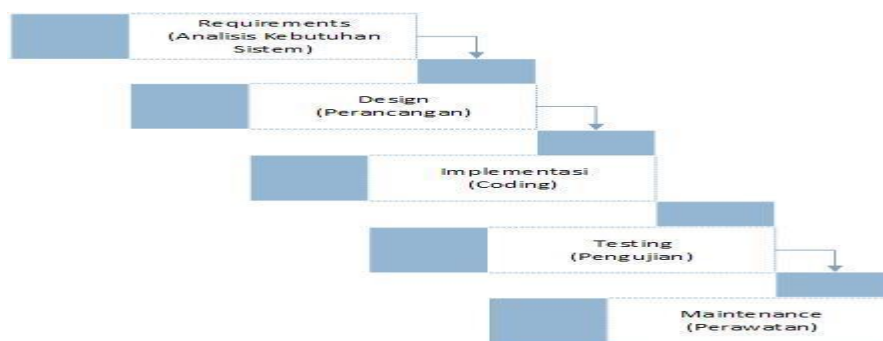 Requirements
(Analisis Kebutuhan
Sistem)
Design
(Perancangan)
Implementasi
(Coding)
Testing
(Pengujian)
Maintenance
(Perawatan)